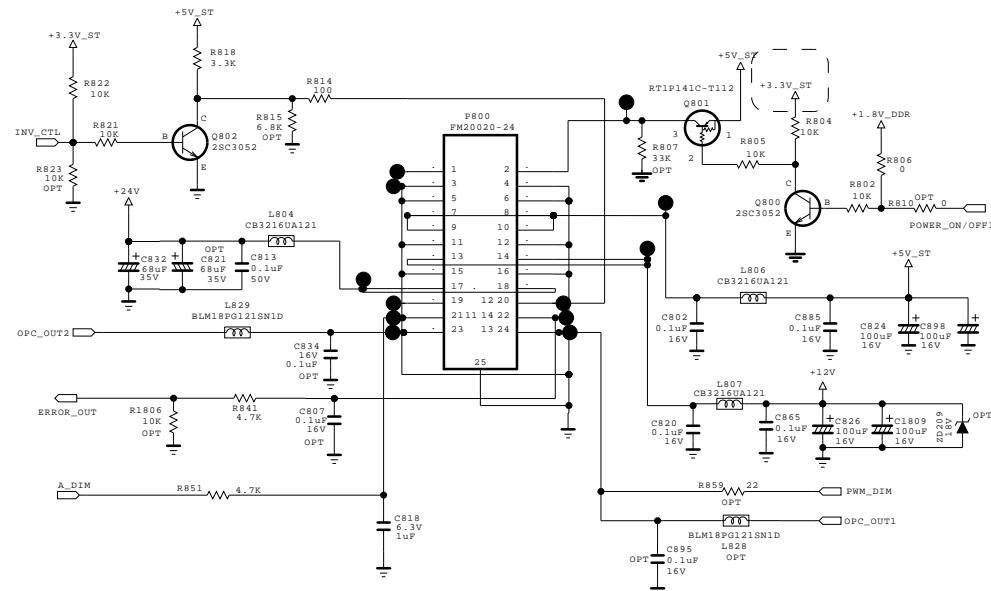 +5V_ST
+3.3V_ST
R818
3.3K
R822
10K
R814
100
INV_CTL
R821
10K
B
C
E
Q802
2SC3052
R815
6.8K
OPT
R823
10K
OPT
P800
FM20020-24
1
2
3
4
5
6
7
8
9
10
11
12
13
14
15
16
17
18
19
12
20
21
11
14
22
23
13
24
25
+5V_ST
+3.3V_ST
RT1P141C-T112
Q801
3
1
2
R804
10K
R807
33K
OPT
R805
10K
+1.8V_DDR
R806
0
R802
10K
R810
OPT
0
POWER_ON/OFF1
Q800
2SC3052
C
B
E
+24V
L804
CB3216UA121
C832
68uF
35V
OPT
C821
68uF
35V
C813
0.1uF
50V
L829
BLM18PG121SN1D
OPC_OUT2
C834
16V
0.1uF
OPT
+5V_ST
L806
CB3216UA121
C802
0.1uF
16V
C885
0.1uF
16V
C824
100uF
16V
C898
100uF
16V
+12V
L807
CB3216UA121
C820
0.1uF
16V
C865
0.1uF
16V
C826
100uF
16V
C1809
100uF
16V
ZD209
18V
OPT
ERROR_OUT
R1806
10K
OPT
R841
4.7K
C807
0.1uF
16V
OPT
A_DIM
R851
4.7K
C818
6.3V
1uF
R859
22
OPT
PWM_DIM
OPC_OUT1
BLM18PG121SN1D
L828
OPT
OPT
C895
0.1uF
16V